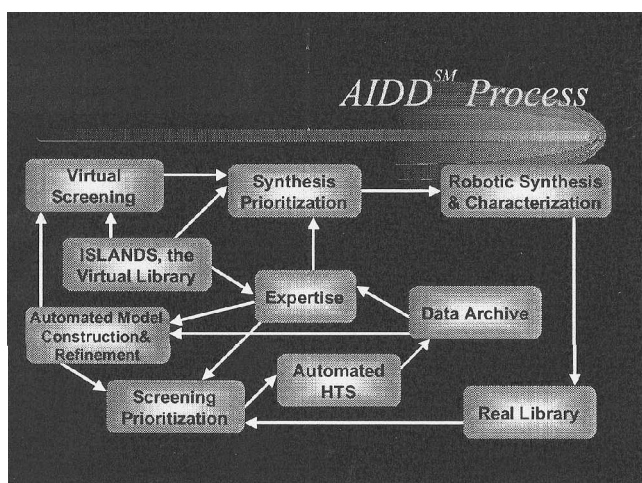 AIDD℠ Process
Virtual
Screening
Synthesis
Prioritization
Robotic Synthesis
& Characterization
ISLANDS, the
Virtual Library
Expertise
Data Archive
Automated Model
Construction&
Refinement
Automated
HTS
Screening
Prioritization
Real Library